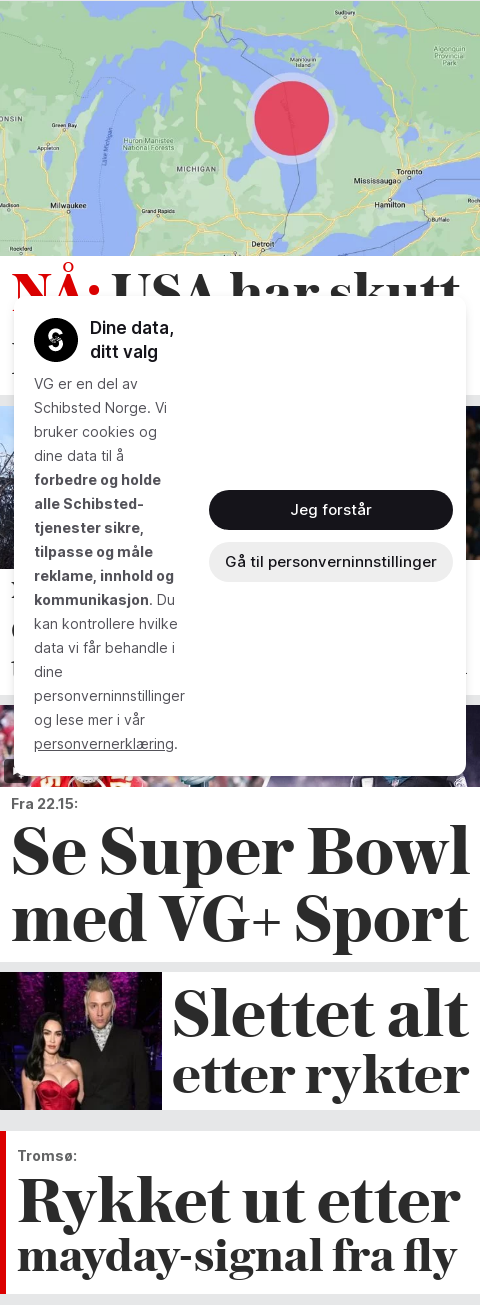 Sudbury
Algonquin
Provincial
Park
Manitoulin
Island
ONSIN
Green Bay
Appleton
Lake Michigan
Huron-Manistee
National Forests
MICHIGAN
Toronto
Mississauga
Madison
Milwaukee
Grand Rapids
Hamilton
Buffalo
Rockford
Detroit
NÅ: USA har skutt
Dine data,
ditt valg
VG er en del av
Schibsted Norge. Vi
bruker cookies og
dine data til å
forbedre og holde
alle Schibsted-
tjenester sikre,
tilpasse og måle
reklame, innhold og
kommunikasjon. Du
kan kontrollere hvilke
data vi får behandle i
dine
personverninnstillinger
og lese mer i vår
personvernerklæring.
Jeg forstår
Gå til personverninnstillinger
Fra 22.15:
Se Super Bowl
med VG+ Sport
Slettet alt
etter rykter
Tromsø:
Rykket ut etter
mayday-signal fra fly